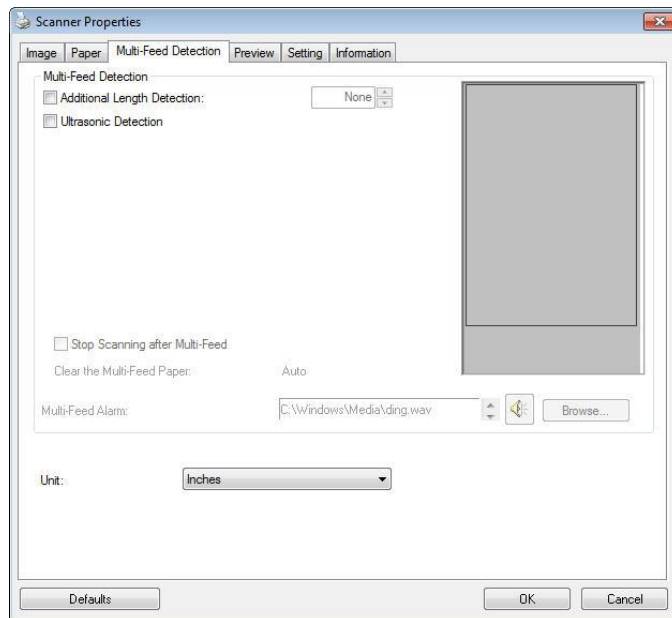 Scanner Properties
Image Paper Multi-Feed Detection Preview Setting Information
Multi-Feed Detection
Additional Length Detection: None
Ultrasonic Detection
Stop Scanning after Multi-Feed
Clear the Multi-Feed Paper: Auto
Multi-Feed Alarm: C:\Windows\Media\ding.wav Browse...
Unit: Inches
Defaults OK Cancel